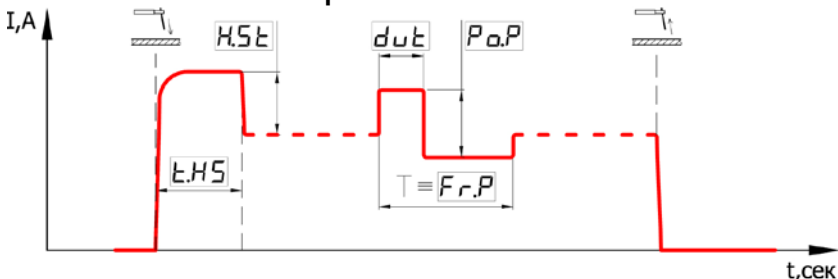 I,A
H.St
dut
Po.P
t.HS
T ≡ Fr.P
t,сек